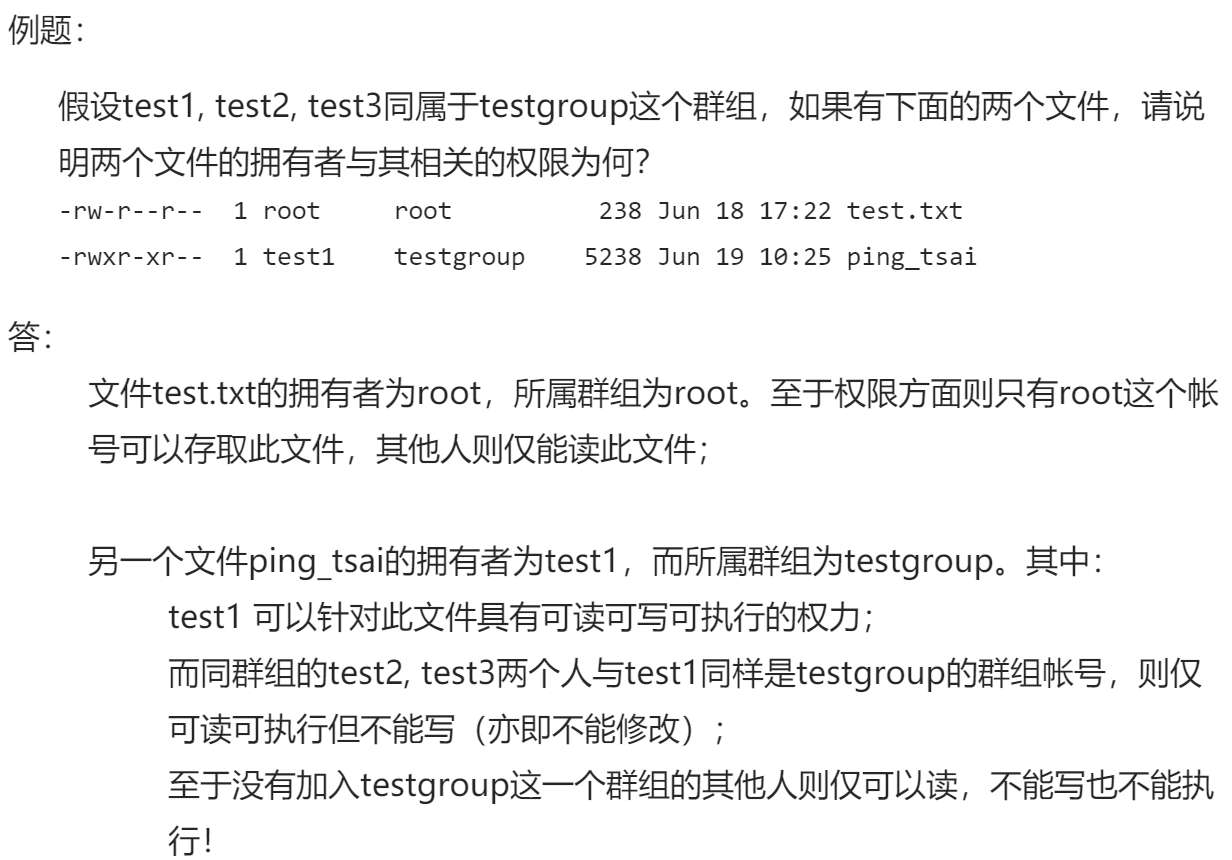 例题：
假设test1, test2, test3同属于testgroup这个群组，如果有下面的两个文件，请说
明两个文件的拥有者与其相关的权限为何？
-rw-r--r--  1 root     root          238 Jun 18 17:22 test.txt
-rwxr-xr--  1 test1    testgroup    5238 Jun 19 10:25 ping_tsai
答：
文件test.txt的拥有者为root，所属群组为root。至于权限方面则只有root这个帐
号可以存取此文件，其他人则仅能读此文件；
另一个文件ping_tsai的拥有者为test1，而所属群组为testgroup。其中：
test1 可以针对此文件具有可读可写可执行的权力；
而同群组的test2, test3两个人与test1同样是testgroup的群组帐号，则仅
可读可执行但不能写（亦即不能修改）；
至于没有加入testgroup这一个群组的其他人则仅可以读，不能写也不能执
行！